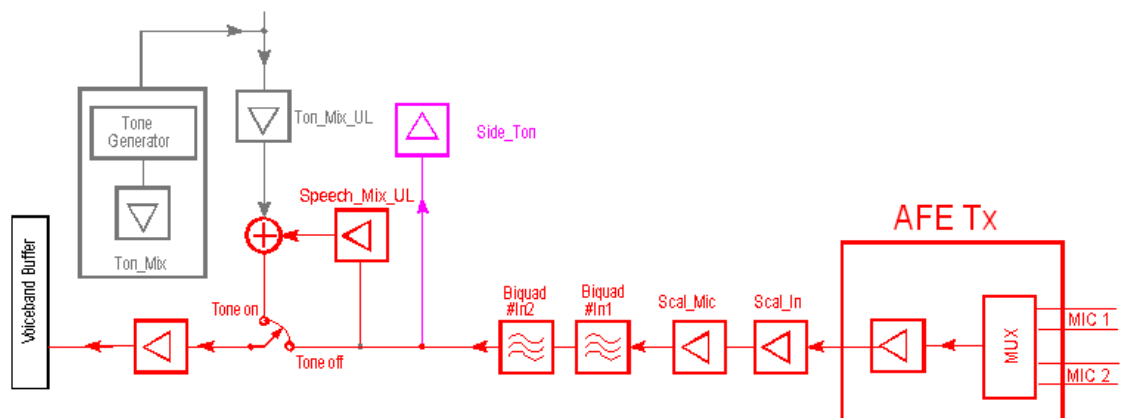 Tone
Generator
Ton_Mix
Ton_Mix_UL
Side_Ton
Speech_Mix_UL
Voiceband Buffer
Tone on
Tone off
Biquad
#In2
Biquad
#In1
Scal_Mic
Scal_In
AFE Tx
MUX
MIC 1
MIC 2